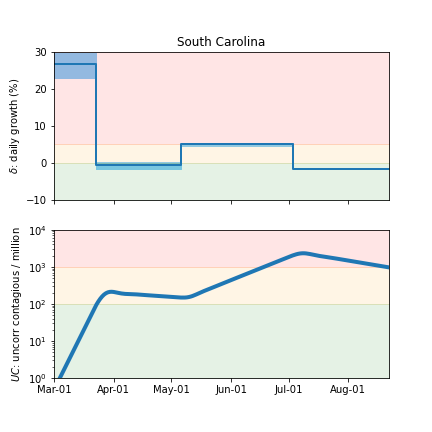 South Carolina
δ: daily growth (%)
30
20
10
0
−10
UC: uncorr contagious / million
10⁴
10³
10²
10¹
10⁰
Mar-01 Apr-01 May-01 Jun-01 Jul-01 Aug-01